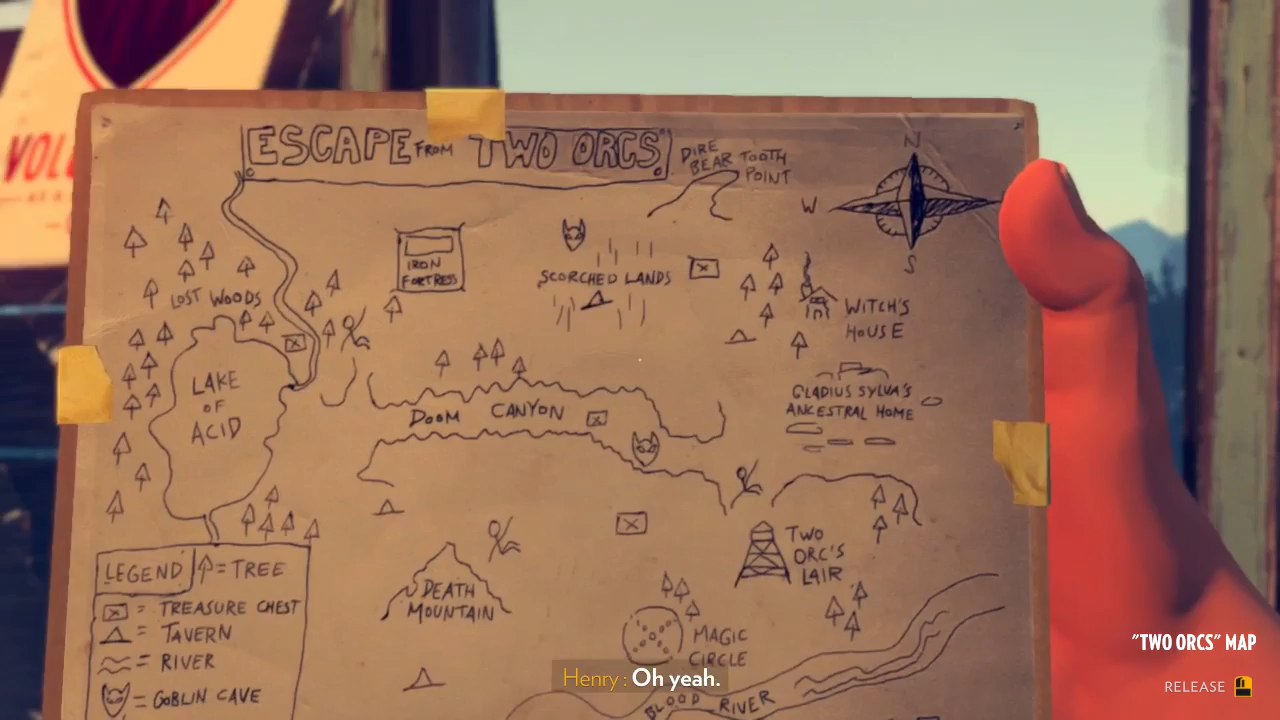 VOL
ESCAPE FROM TWO ORCS
DIRE
BEAR TOOTH
POINT
N
W
S
IRON
FORTRESS
SCORCHED LANDS
LOST WOODS
WITCH'S
HOUSE
LAKE
OF
ACID
DOOM CANYON
GLADIUS SYLVA'S
ANCESTRAL HOME
TWO
ORC'S
LAIR
DEATH
MOUNTAIN
MAGIC
CIRCLE
BLOOD RIVER
LEGEND
= TREE
= TREASURE CHEST
= TAVERN
= RIVER
= GOBLIN CAVE
Henry: Oh yeah.
"TWO ORCS" MAP
RELEASE